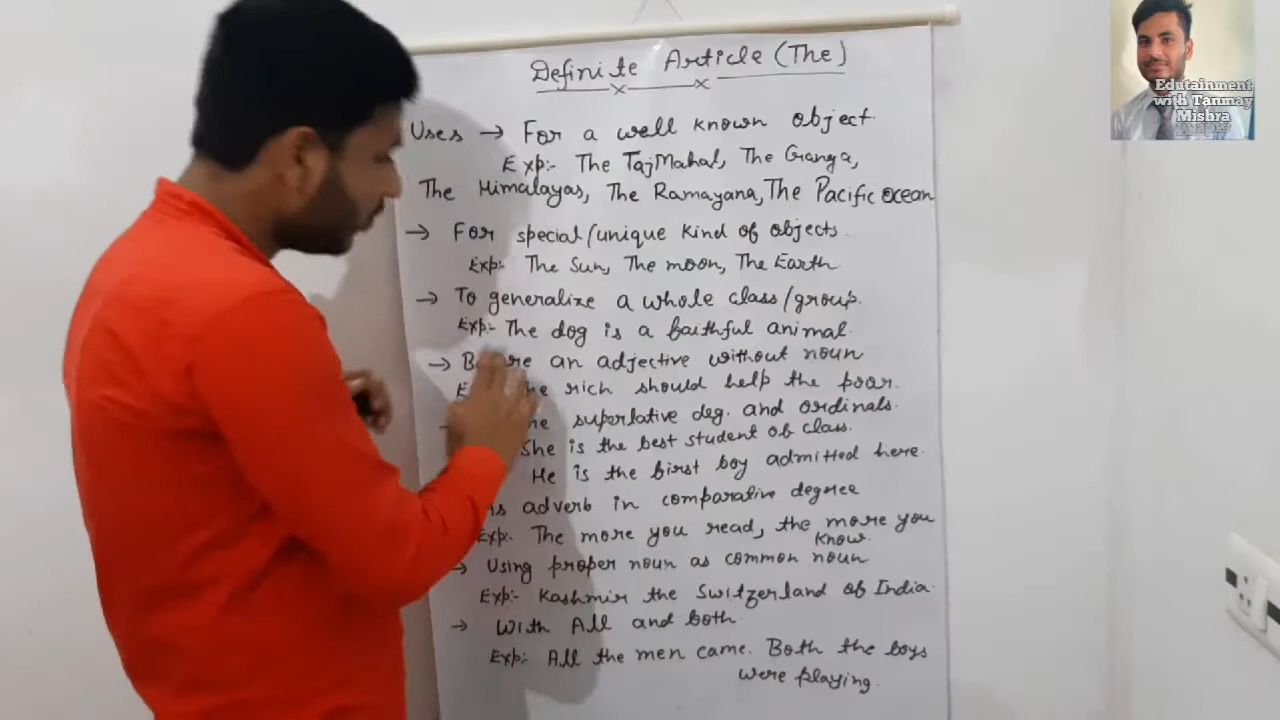 Definite Article (The)
Uses → For a well known object.
Exp:- The TajMahal, The Ganga,
The Himalayas, The Ramayana, The Pacific ocean
→ For special/unique kind of objects.
Exp:- The Sun, The moon, The Earth.
→ To generalize a whole class/group.
Exp:- The dog is a faithful animal.
→ an adjective without noun
rich should help the poor.
superlative deg. and ordinals.
She is the best student of class.
He is the first boy admitted here.
adverb in comparative degree
Exp:- The more you read, the more you
know.
→ Using proper noun as common noun
Exp:- Kashmir the Switzerland of India.
→ With All and both.
Exp:- All the men came. Both the boys
were playing.
Edutainment
with Tanmay
Mishra